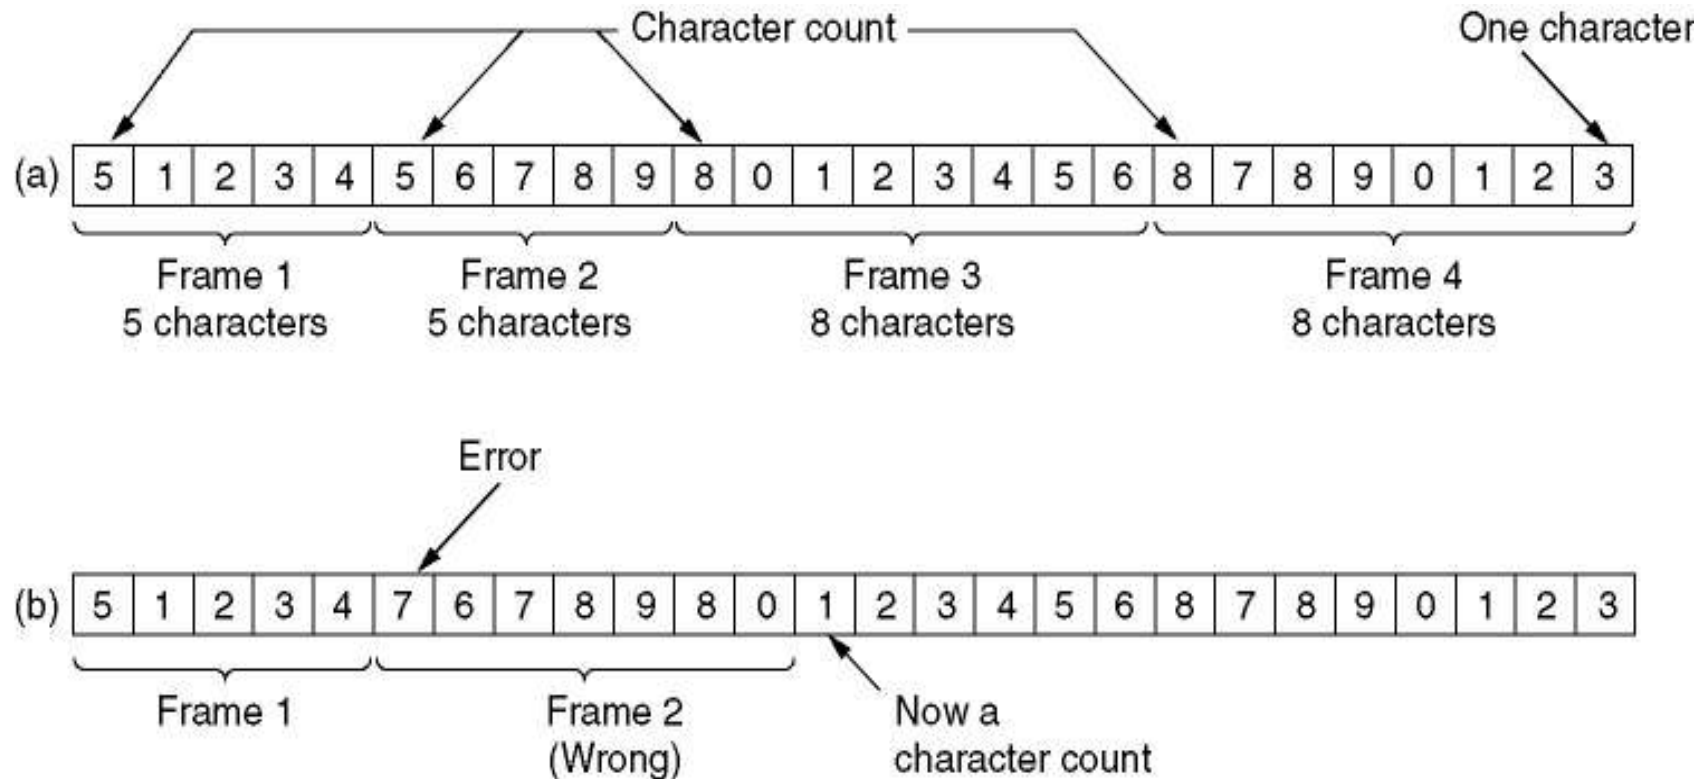 Character count
One character
(a) 5 1 2 3 4 5 6 7 8 9 8 0 1 2 3 4 5 6 8 7 8 9 0 1 2 3
Frame 1
5 characters
Frame 2
5 characters
Frame 3
8 characters
Frame 4
8 characters
Error
(b) 5 1 2 3 4 7 6 7 8 9 8 0 1 2 3 4 5 6 8 7 8 9 0 1 2 3
Frame 1
Frame 2
(Wrong)
Now a
character count